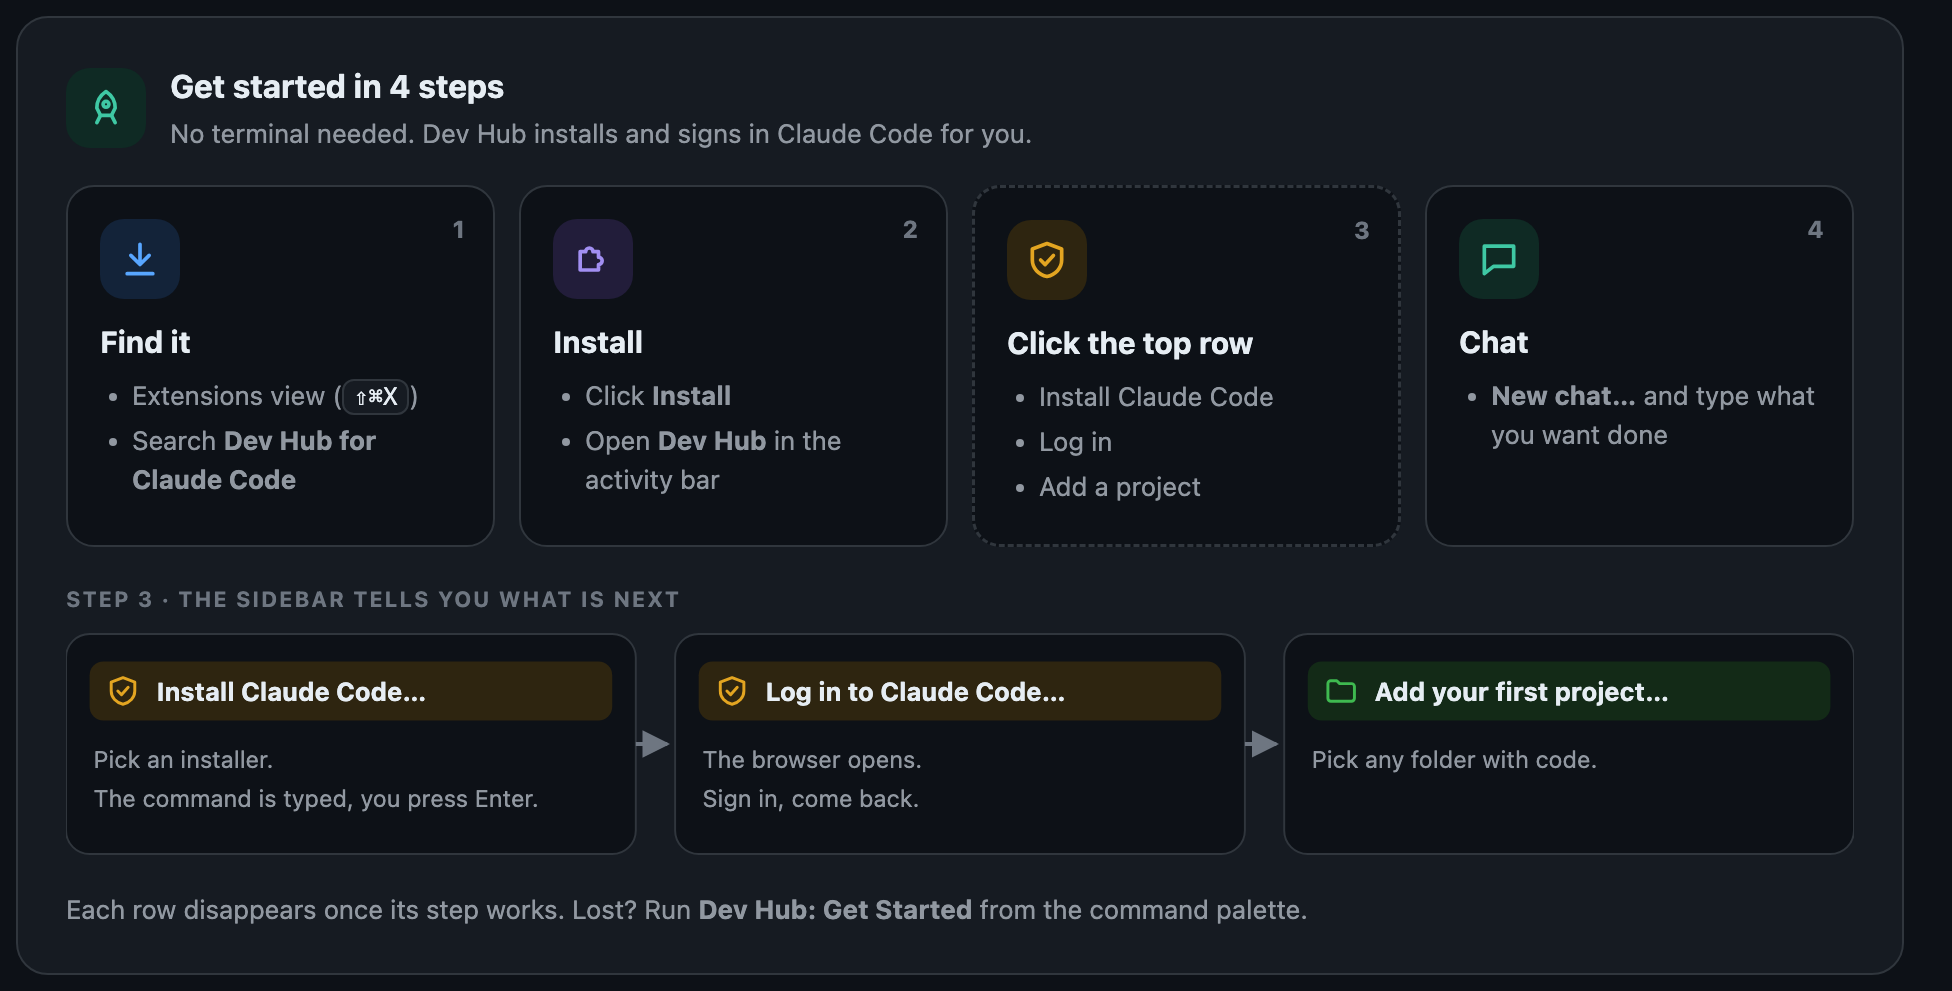 Get started in 4 steps
No terminal needed. Dev Hub installs and signs in Claude Code for you.
1
Find it
• Extensions view (⇧⌘X)
• Search Dev Hub for
Claude Code
2
Install
• Click Install
• Open Dev Hub in the
activity bar
3
Click the top row
• Install Claude Code
• Log in
• Add a project
4
Chat
• New chat... and type what
you want done
STEP 3 · THE SIDEBAR TELLS YOU WHAT IS NEXT
Install Claude Code...
Pick an installer.
The command is typed, you press Enter.
Log in to Claude Code...
The browser opens.
Sign in, come back.
Add your first project...
Pick any folder with code.
Each row disappears once its step works. Lost? Run Dev Hub: Get Started from the command palette.